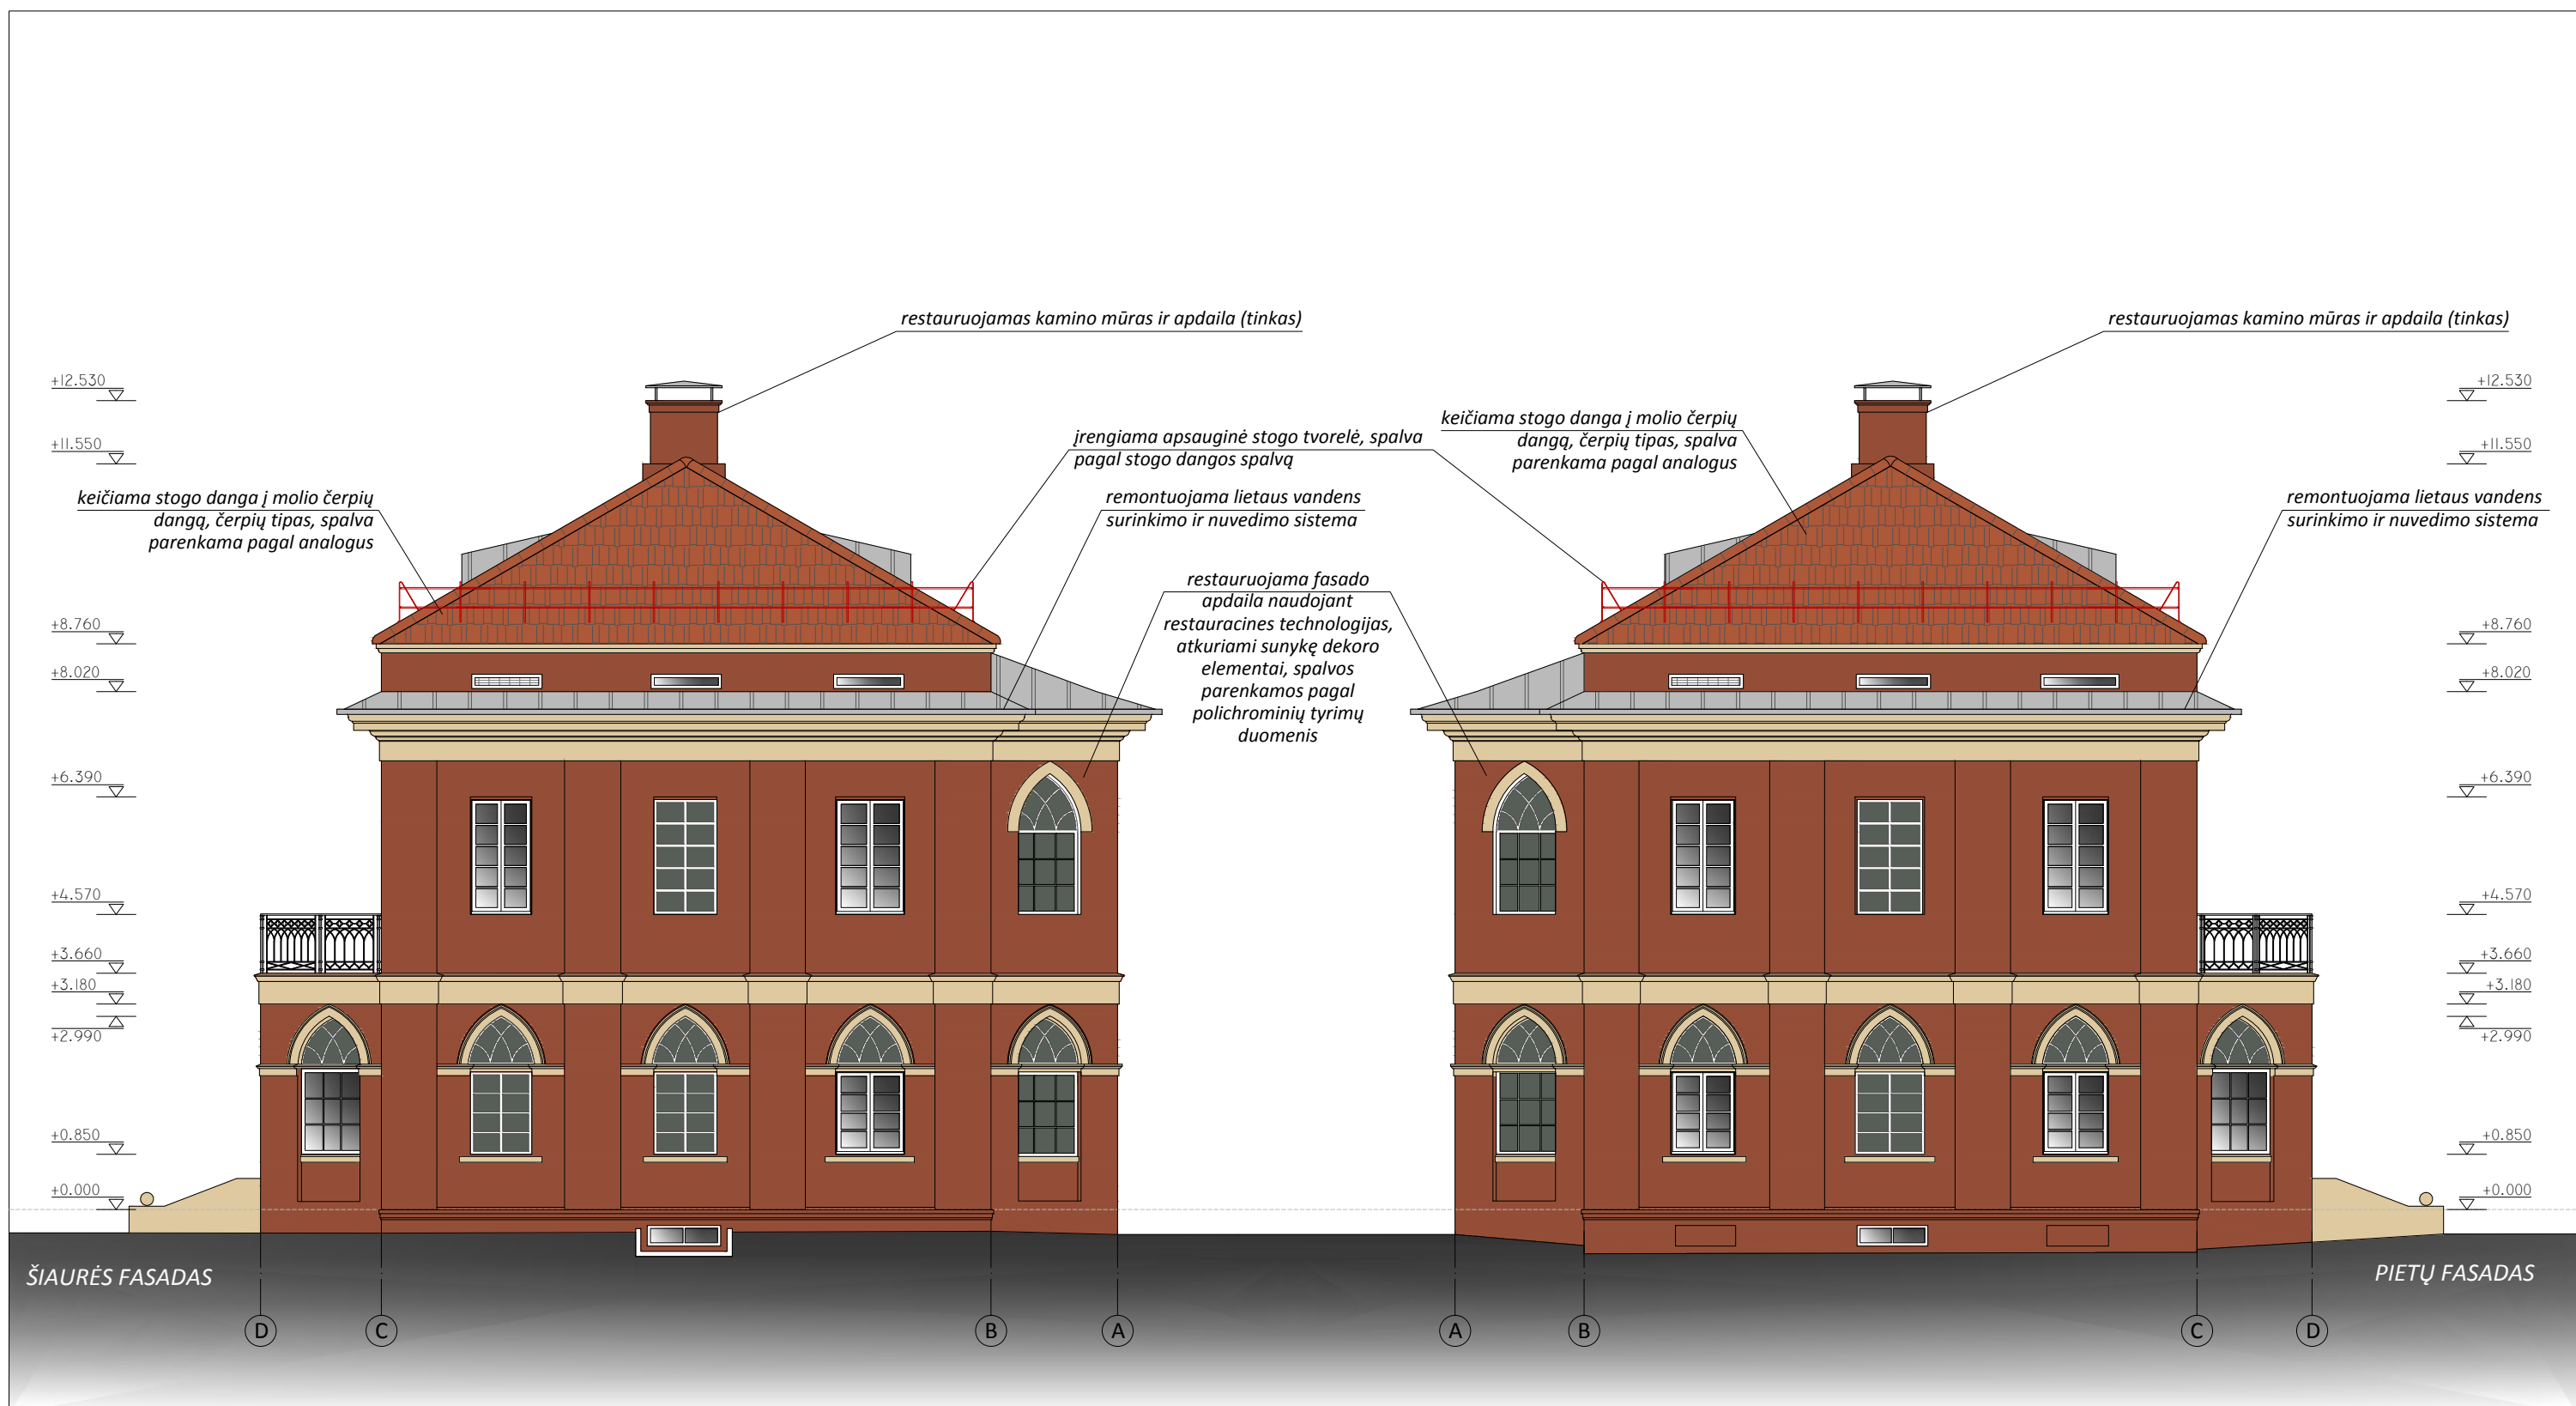 restauruojamas kamino mūras ir apdaila (tinkas)
restauruojamas kamino mūras ir apdaila (tinkas)
+12.530
+11.550
+8.760
+8.020
+6.390
+4.570
+3.660
+3.180
+2.990
+0.850
+0.000
keičiama stogo danga į molio čerpių
dangą, čerpių tipas, spalva
parenkama pagal analogus
įrengiama apsauginė stogo tvorelė, spalva
pagal stogo dangos spalvą
remontuojama lietaus vandens
surinkimo ir nuvedimo sistema
restauruojama fasado
apdaila naudojant
restauracines technologijas,
atkuriami sunykę dekoro
elementai, spalvos
parenkamos pagal
polichrominių tyrimų
duomenis
keičiama stogo danga į molio čerpių
dangą, čerpių tipas, spalva
parenkama pagal analogus
remontuojama lietaus vandens
surinkimo ir nuvedimo sistema
+12.530
+11.550
+8.760
+8.020
+6.390
+4.570
+3.660
+3.180
+2.990
+0.850
+0.000
ŠIAURĖS FASADAS
PIETŲ FASADAS
D C B A A B C D